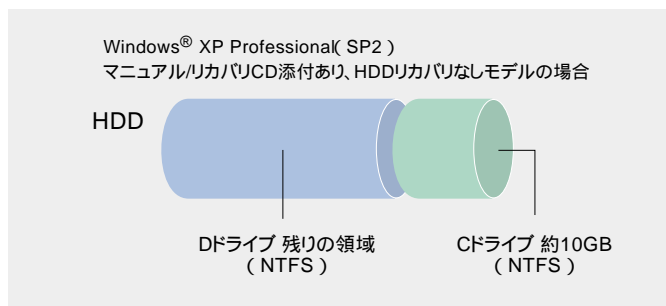 Windows® XP Professional（SP2）
マニュアル/リカバリCD添付あり、HDDリカバリなしモデルの場合
HDD
Dドライブ 残りの領域
（NTFS）
Cドライブ 約10GB
（NTFS）